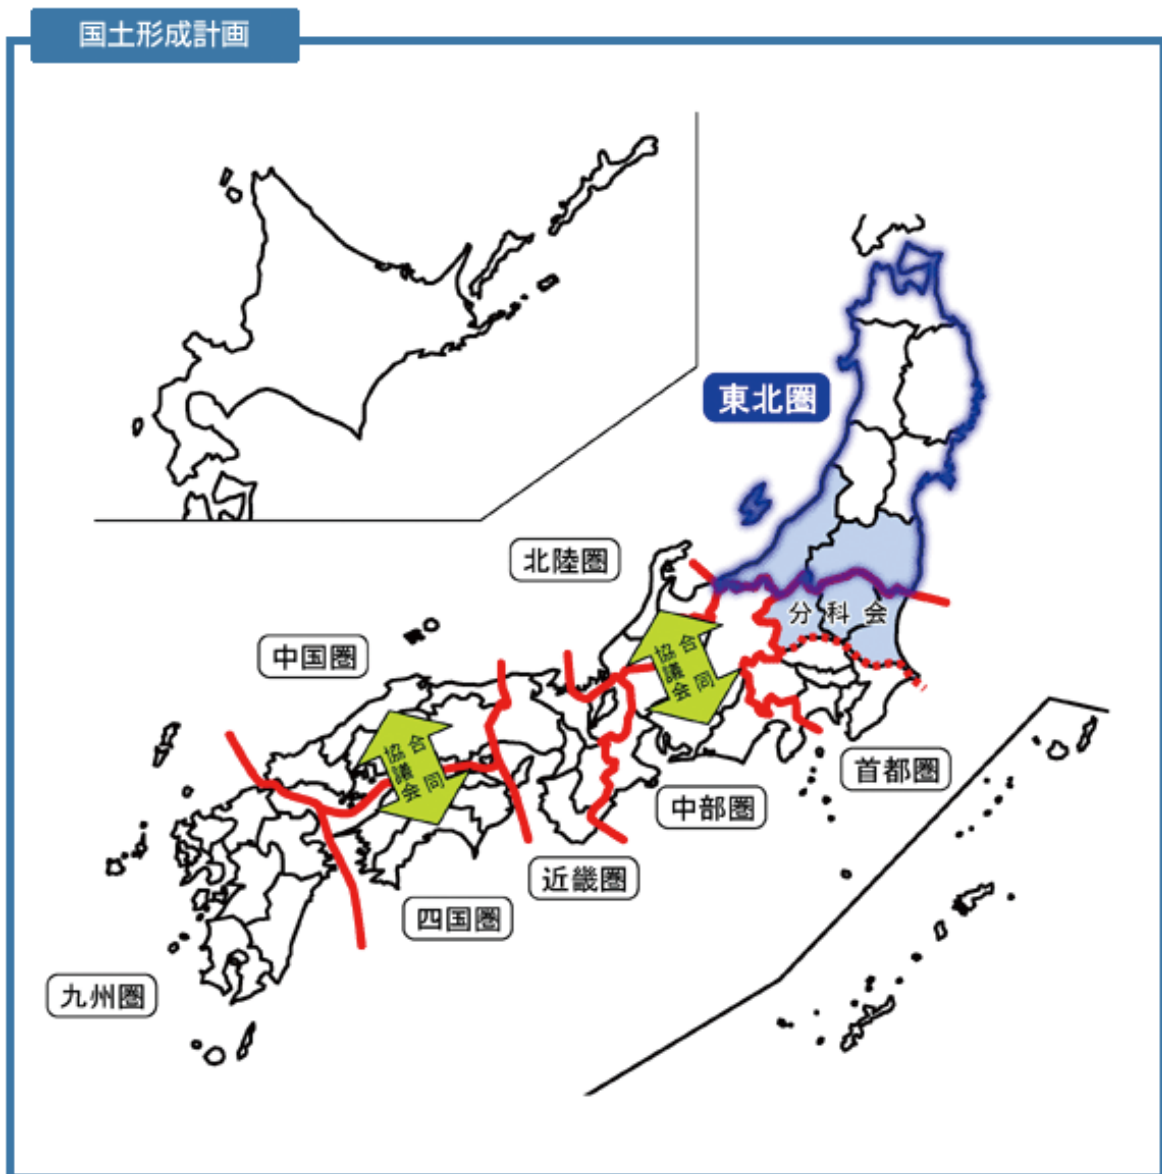 国土形成計画
東北圏
北陸圏
分科会
中国圏
合同
協議会
合同
協議会
首都圏
中部圏
近畿圏
四国圏
九州圏